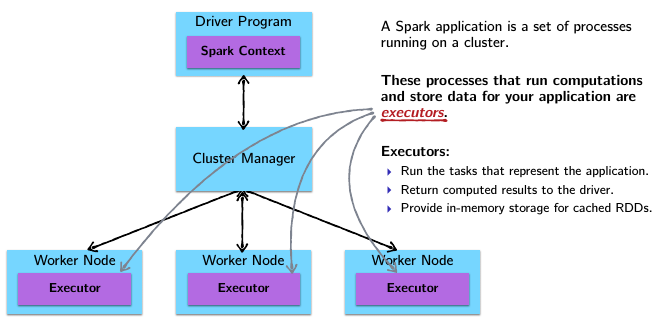 Driver Program
Spark Context
Cluster Manager
Worker Node
Executor
Worker Node
Executor
Worker Node
Executor
A Spark application is a set of processes
running on a cluster.
These processes that run computations
and store data for your application are
executors.
Executors:
Run the tasks that represent the application.
Return computed results to the driver.
Provide in-memory storage for cached RDDs.